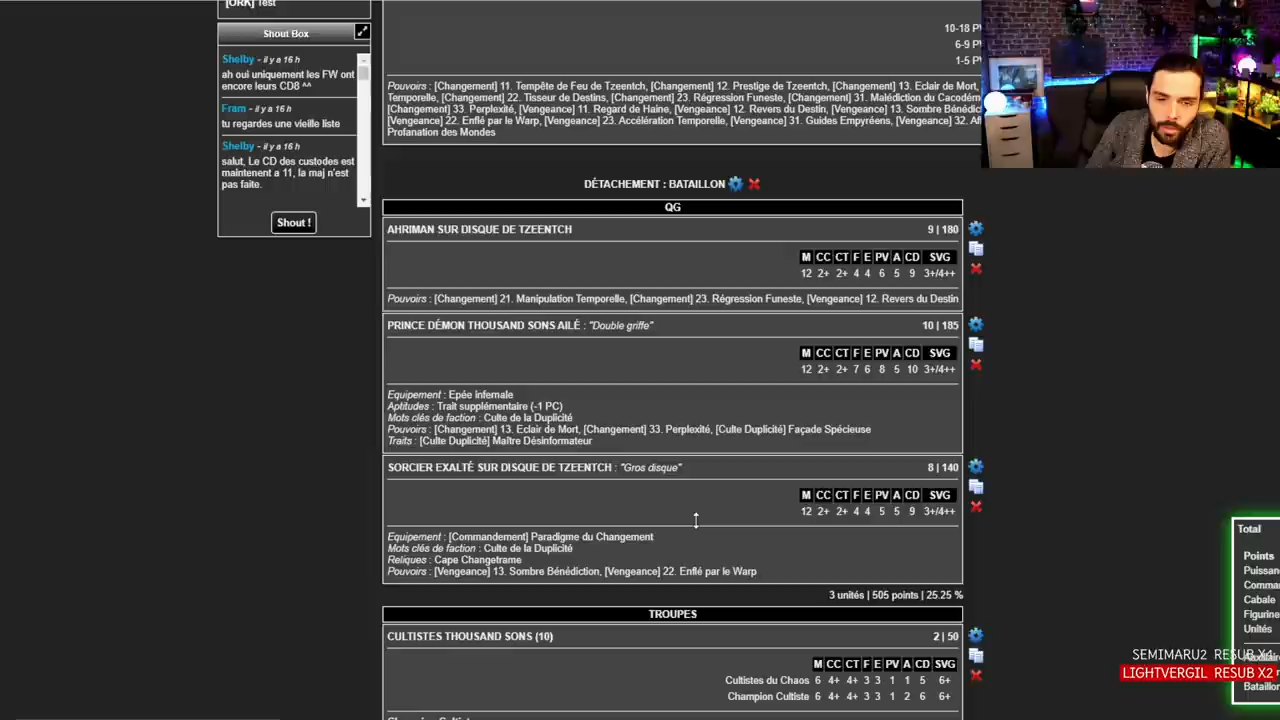 [ORK] Test
Shout Box
Shelby - il y a 16 h
ah oui uniquement les FW ont
encore leurs CD8 ^^
Fram - il y a 16 h
tu regardes une vieille liste
Shelby - il y a 16 h
salut, Le CD des custodes est
maintenent a 11, la maj n'est
pas faite.
Shout !
10-18 PV
6-9 PV
1-5 PV
Pouvoirs : [Changement] 11. Tempête de Feu de Tzeentch, [Changement] 12. Prestige de Tzeentch, [Changement] 13. Eclair de Mort,
Temporelle, [Changement] 22. Tisseur de Destins, [Changement] 23. Régression Funeste, [Changement] 31. Malédiction du Cacodém
[Changement] 33. Perplexité, [Vengeance] 11. Regard de Haine, [Vengeance] 12. Revers du Destin, [Vengeance] 13. Sombre Bénédic
[Vengeance] 22. Enflé par le Warp, [Vengeance] 23. Accélération Temporelle, [Vengeance] 31. Guides Empyréens, [Vengeance] 32. Aff
Profanation des Mondes
DÉTACHEMENT : BATAILLON
QG
AHRIMAN SUR DISQUE DE TZEENTCH 9 | 180
M CC CT F E PV A CD SVG
12 2+ 2+ 4 4 6 5 9 3+/4++
Pouvoirs : [Changement] 21. Manipulation Temporelle, [Changement] 23. Régression Funeste, [Vengeance] 12. Revers du Destin
PRINCE DÉMON THOUSAND SONS AILÉ : "Double griffe" 10 | 185
M CC CT F E PV A CD SVG
12 2+ 2+ 7 6 8 5 10 3+/4++
Equipement : Epée infernale
Aptitudes : Trait supplémentaire (-1 PC)
Mots clés de faction : Culte de la Duplicité
Pouvoirs : [Changement] 13. Eclair de Mort, [Changement] 33. Perplexité, [Culte Duplicité] Façade Spécieuse
Traits : [Culte Duplicité] Maître Désinformateur
SORCIER EXALTÉ SUR DISQUE DE TZEENTCH : "Gros disque" 8 | 140
M CC CT F E PV A CD SVG
12 2+ 2+ 4 4 5 5 9 3+/4++
Equipement : [Commandement] Paradigme du Changement
Mots clés de faction : Culte de la Duplicité
Reliques : Cape Changetrame
Pouvoirs : [Vengeance] 13. Sombre Bénédiction, [Vengeance] 22. Enflé par le Warp
3 unités | 505 points | 25.25 %
TROUPES
CULTISTES THOUSAND SONS (10) 2 | 50
M CC CT F E PV A CD SVG
Cultistes du Chaos 6 4+ 4+ 3 3 1 1 5 6+
Champion Cultiste 6 4+ 4+ 3 3 1 2 6 6+
Total
Points
Puissan
Comman
Cabale
Figurine
Unités
Bataillon
SEMIMARU2 RESUB X4
LIGHTVERGIL RESUB X2